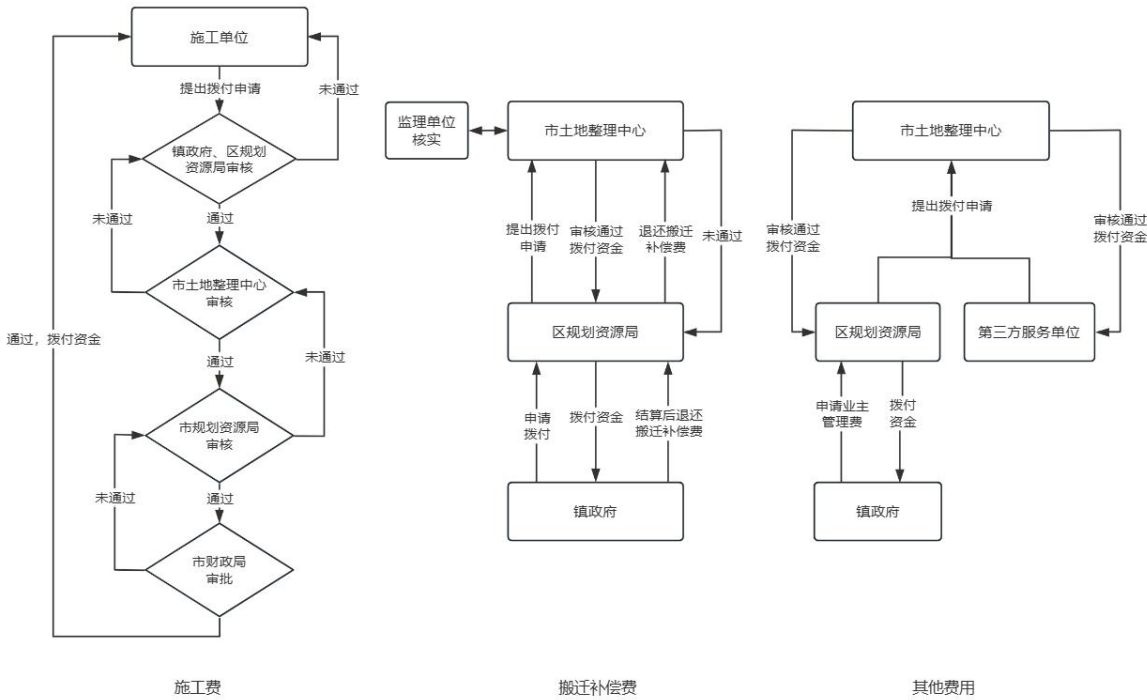 施工单位
提出拨付申请
未通过
镇政府、区规划
资源局审核
未通过
通过
市土地整理中心
审核
通过，拨付资金
通过
未通过
市规划资源局
审核
未通过
通过
市财政局
审批
施工费
监理单位
核实
市土地整理中心
提出拨付
申请
审核通过
拨付资金
退还搬迁
补偿费
未通过
区规划资源局
申请
拨付
拨付资金
结算后退还
搬迁补偿费
镇政府
搬迁补偿费
市土地整理中心
提出拨付申请
审核通过
拨付资金
审核通过
拨付资金
区规划资源局
第三方服务单位
申请业主
管理费
拨付
资金
镇政府
其他费用